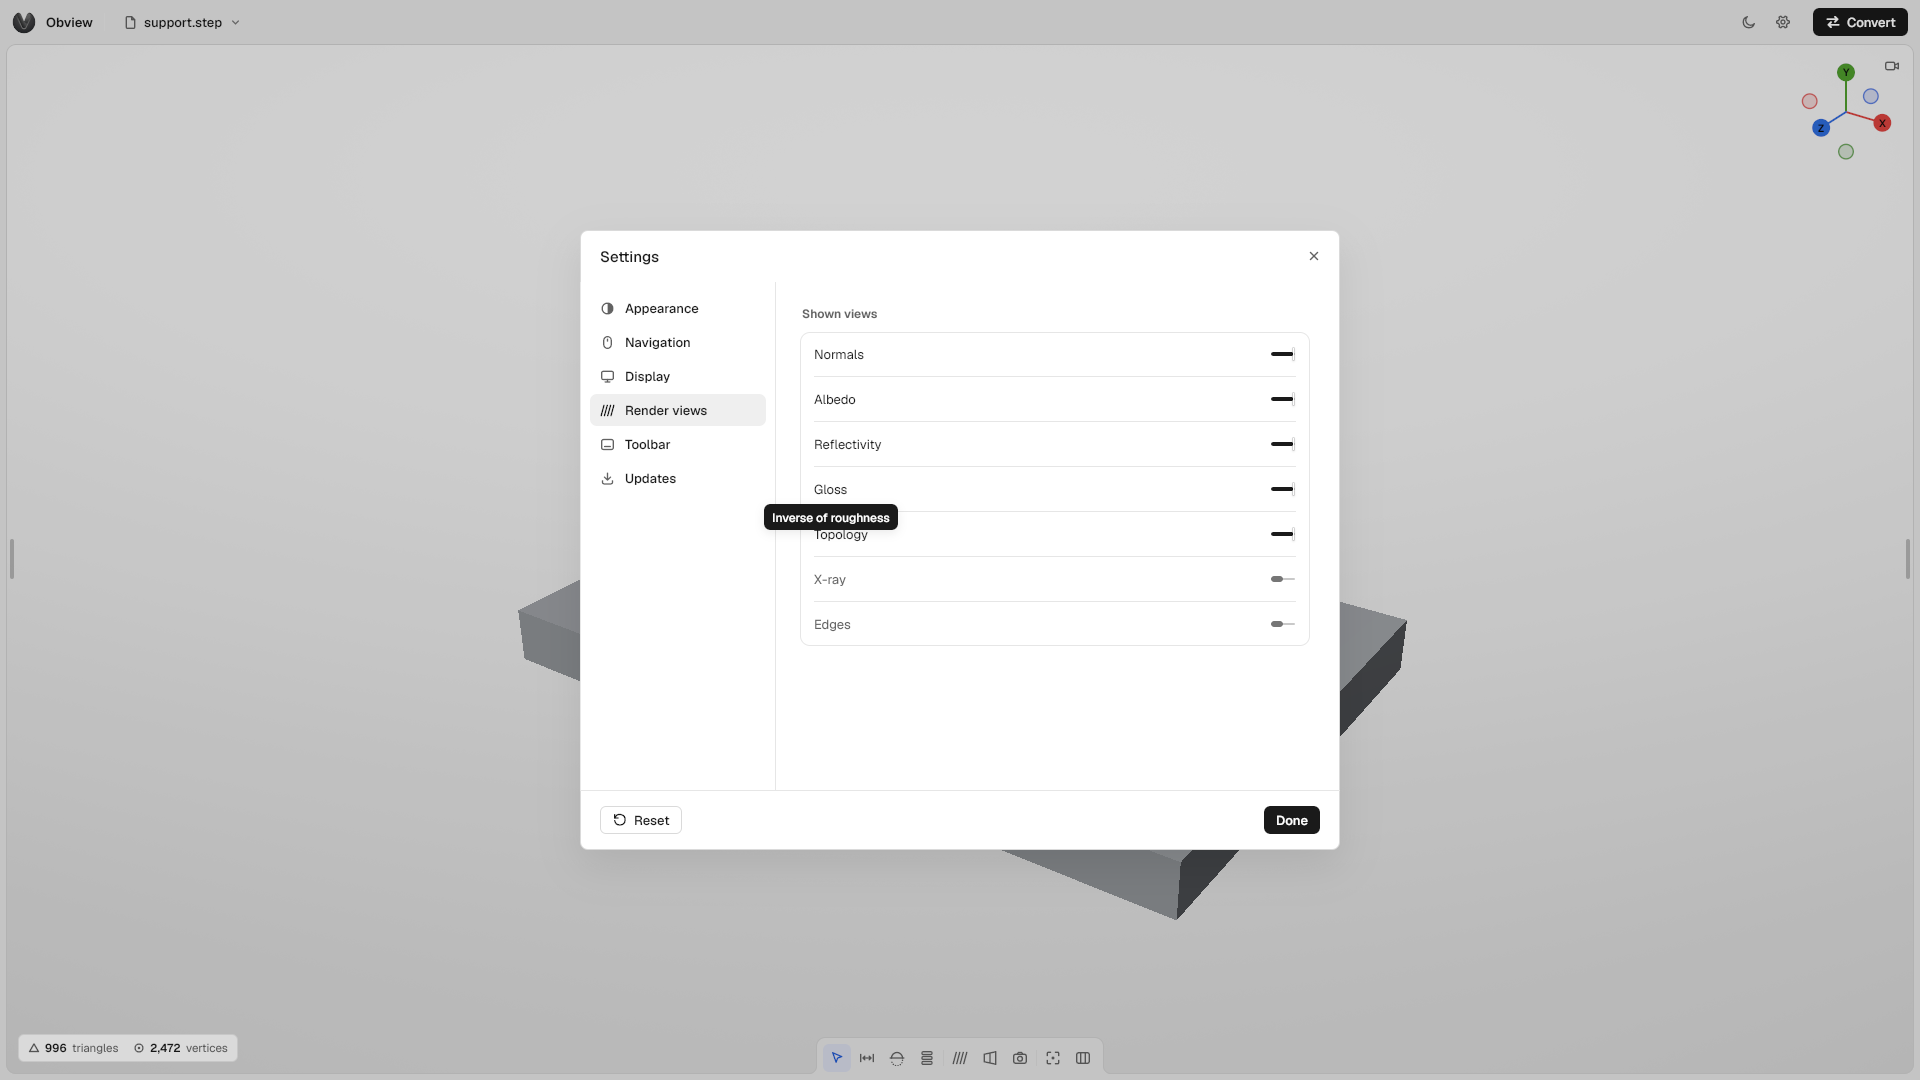 Obview
support.step
Convert
Y
X
Z
Settings
Appearance
Navigation
Display
Render views
Toolbar
Updates
Shown views
Normals
Albedo
Reflectivity
Gloss
Inverse of roughness
Topology
X-ray
Edges
Reset
Done
996 triangles 2,472 vertices